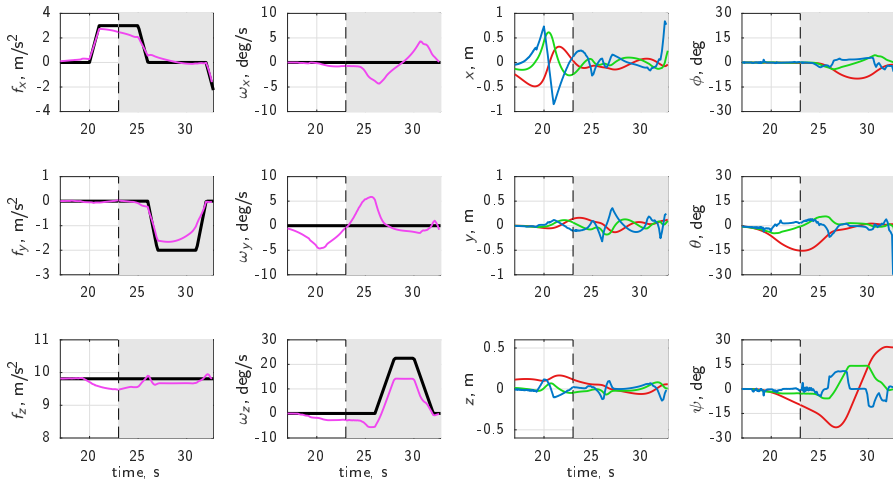 f_x, m/s²
4
2
0
-2
-4
20 25 30
ω_x, deg/s
10
5
0
-5
-10
20 25 30
x, m
1
0.5
0
-0.5
-1
20 25 30
ϕ, deg
30
15
0
-15
-30
20 25 30
f_y, m/s²
1
0
-1
-2
-3
20 25 30
ω_y, deg/s
10
5
0
-5
-10
20 25 30
y, m
1
0.5
0
-0.5
-1
20 25 30
θ, deg
30
15
0
-15
-30
20 25 30
f_z, m/s²
11
10
9
8
20 25 30
time, s
ω_z, deg/s
30
20
10
0
-10
20 25 30
time, s
z, m
0.5
0
-0.5
20 25 30
time, s
ψ, deg
30
15
0
-15
-30
20 25 30
time, s